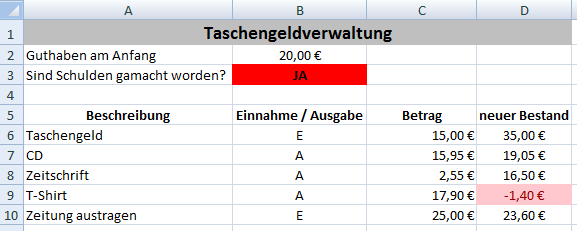 A B C D
1 Taschengeldverwaltung
2 Guthaben am Anfang 20,00 €
3 Sind Schulden gamacht worden? JA
4
5 Beschreibung Einnahme / Ausgabe Betrag neuer Bestand
6 Taschengeld E 15,00 € 35,00 €
7 CD A 15,95 € 19,05 €
8 Zeitschrift A 2,55 € 16,50 €
9 T-Shirt A 17,90 € -1,40 €
10 Zeitung austragen E 25,00 € 23,60 €